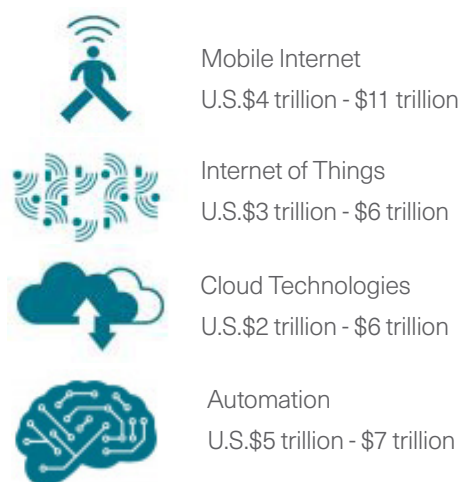 Mobile Internet
U.S.$4 trillion - $11 trillion
Internet of Things
U.S.$3 trillion - $6 trillion
Cloud Technologies
U.S.$2 trillion - $6 trillion
Automation
U.S.$5 trillion - $7 trillion